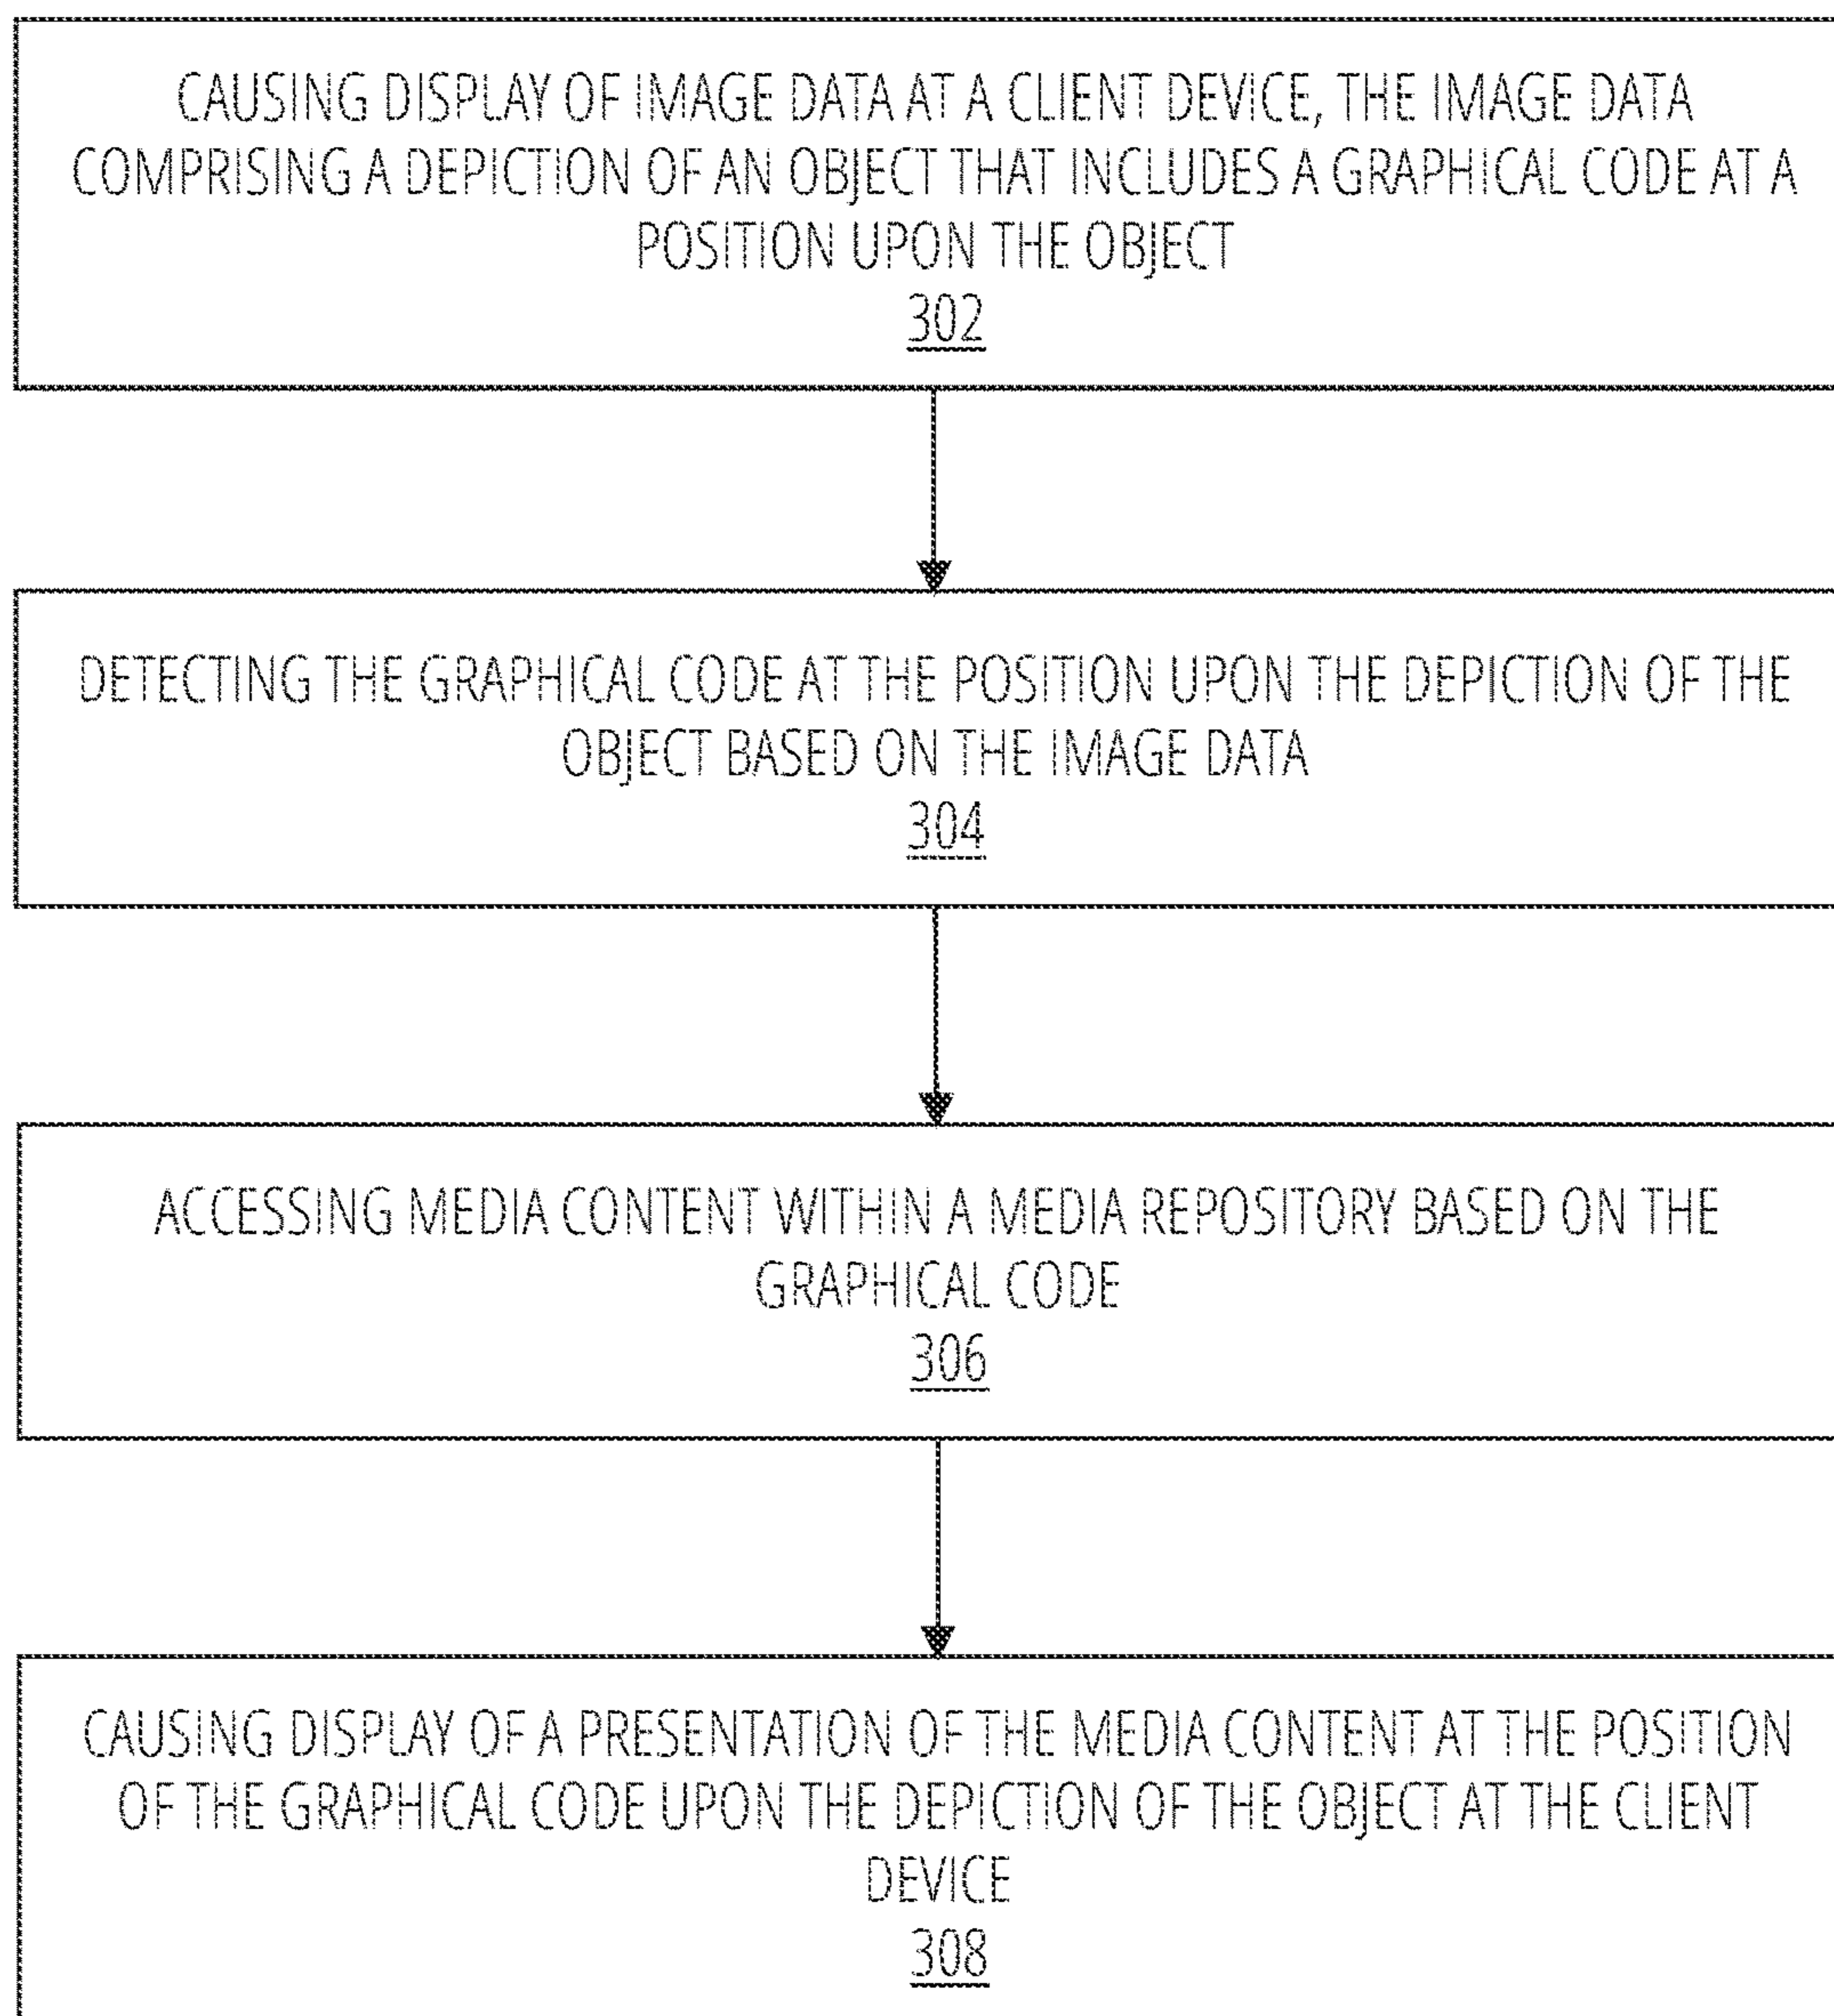 CAUSING DISPLAY OF IMAGE DATA AT A CLIENT DEVICE, THE IMAGE DATA
COMPRISING A DEPICTION OF AN OBJECT THAT INCLUDES A GRAPHICAL CODE AT A
POSITION UPON THE OBJECT
302
DETECTING THE GRAPHICAL CODE AT THE POSITION UPON THE DEPICTION OF THE
OBJECT BASED ON THE IMAGE DATA
304
ACCESSING MEDIA CONTENT WITHIN A MEDIA REPOSITORY BASED ON THE
GRAPHICAL CODE
306
CAUSING DISPLAY OF A PRESENTATION OF THE MEDIA CONTENT AT THE POSITION
OF THE GRAPHICAL CODE UPON THE DEPICTION OF THE OBJECT AT THE CLIENT
DEVICE
308